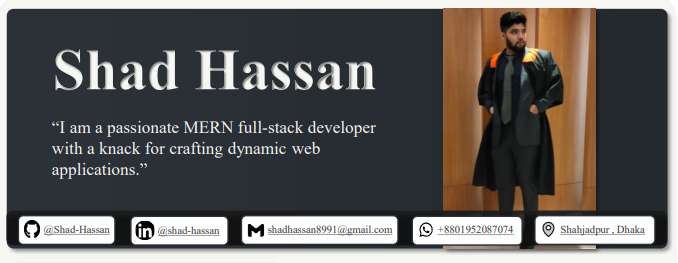 Shad Hassan
“I am a passionate MERN full-stack developer
with a knack for crafting dynamic web
applications.”
@Shad-Hassan
@shad-hassan
shadhassan8991@gmail.com
+8801952087074
Shahjadpur , Dhaka